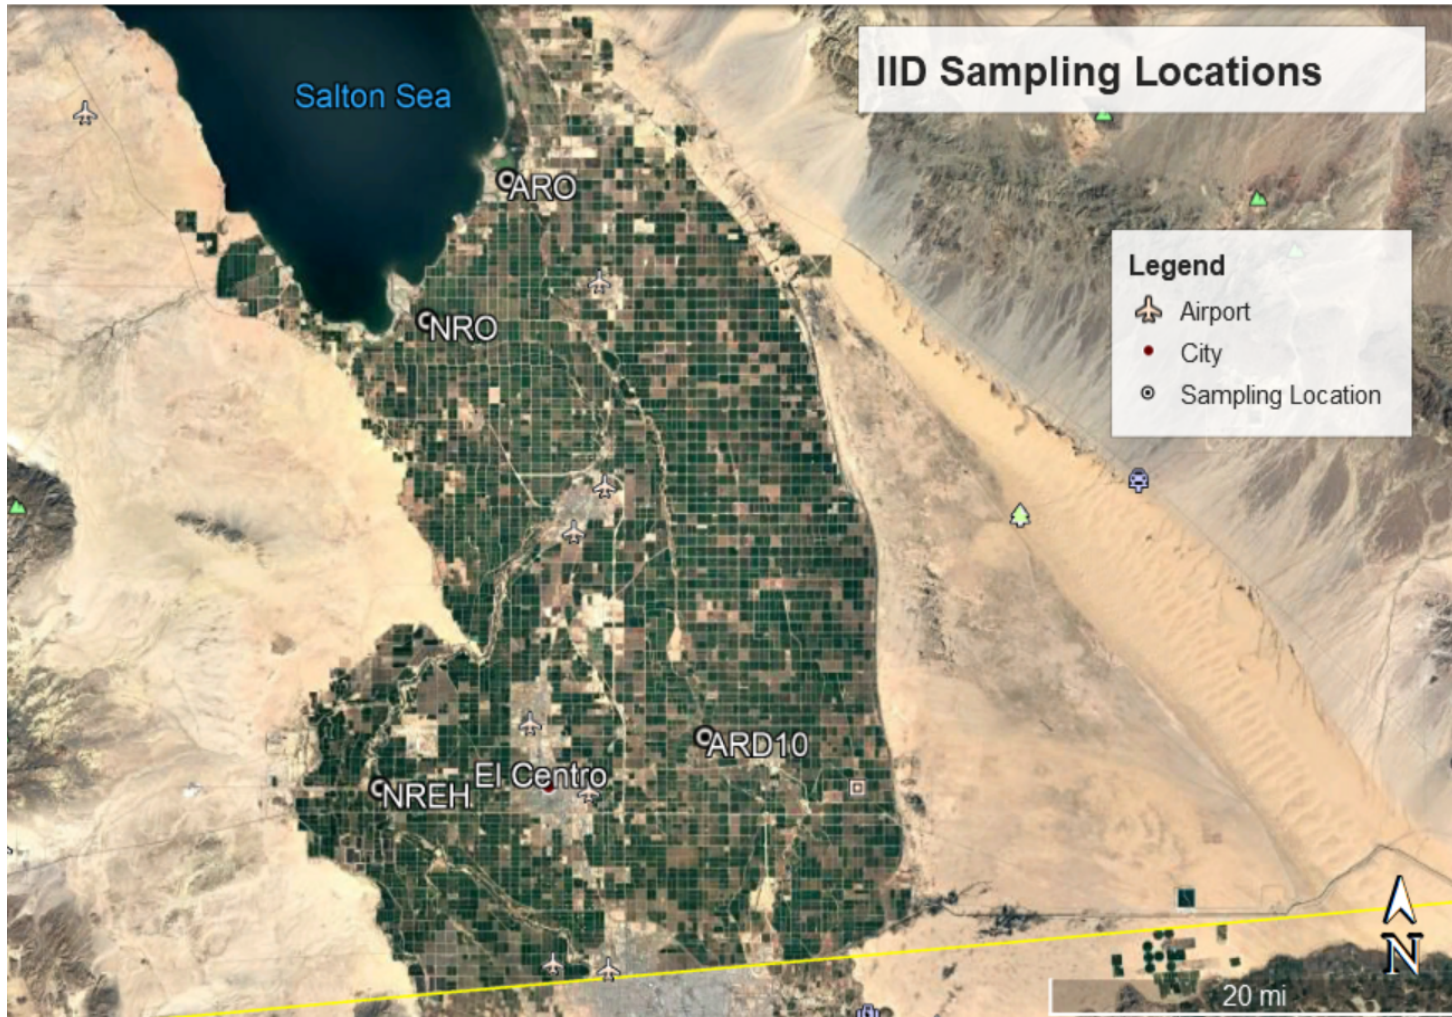 IID Sampling Locations
Salton Sea
ARO
Legend
Airport
NRO
City
Sampling Location
ARD10
El Centro
NREH
N
20 mi